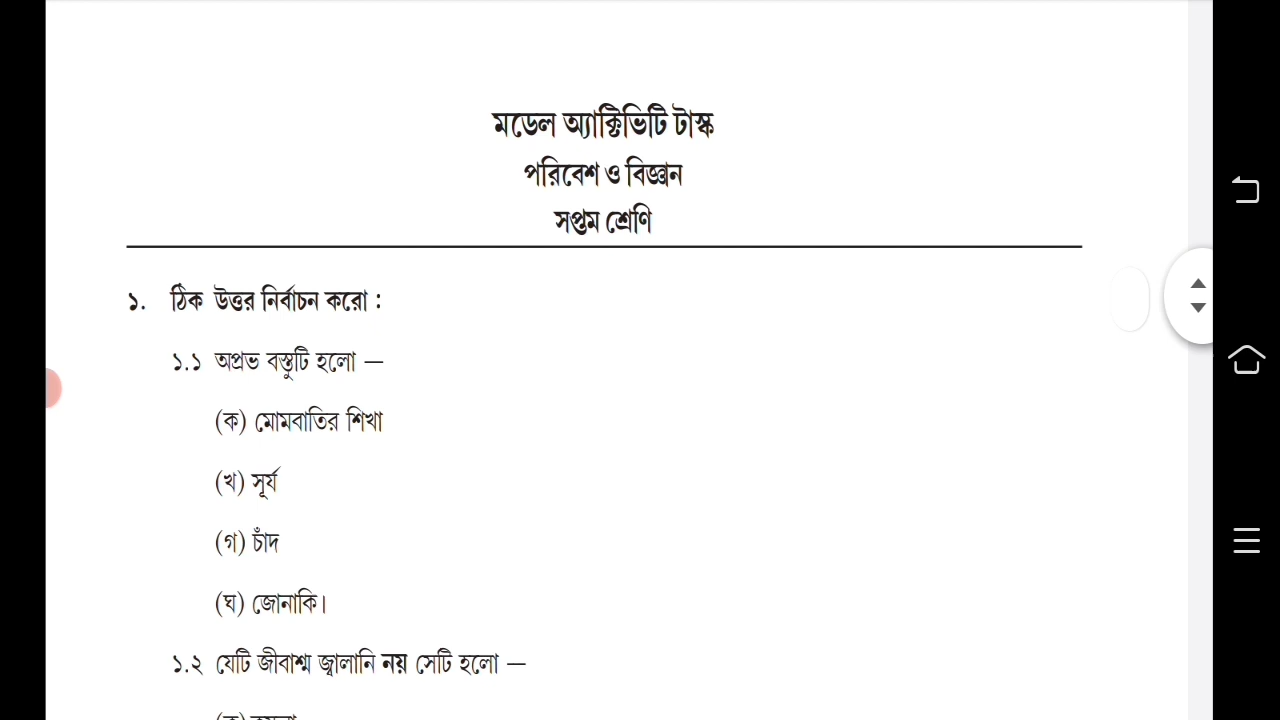 মডেল অ্যাক্টিভিটি টাস্ক
পরিবেশ ও বিজ্ঞান
সপ্তম শ্রেণি
১. ঠিক উত্তর নির্বাচন করো :
১.১ অপ্রভ বস্তুটি হলো —
(ক) মোমবাতির শিখা
(খ) সূর্য
(গ) চাঁদ
(ঘ) জোনাকি।
১.২ যেটি জীবাশ্ম জ্বালানি নয় সেটি হলো —